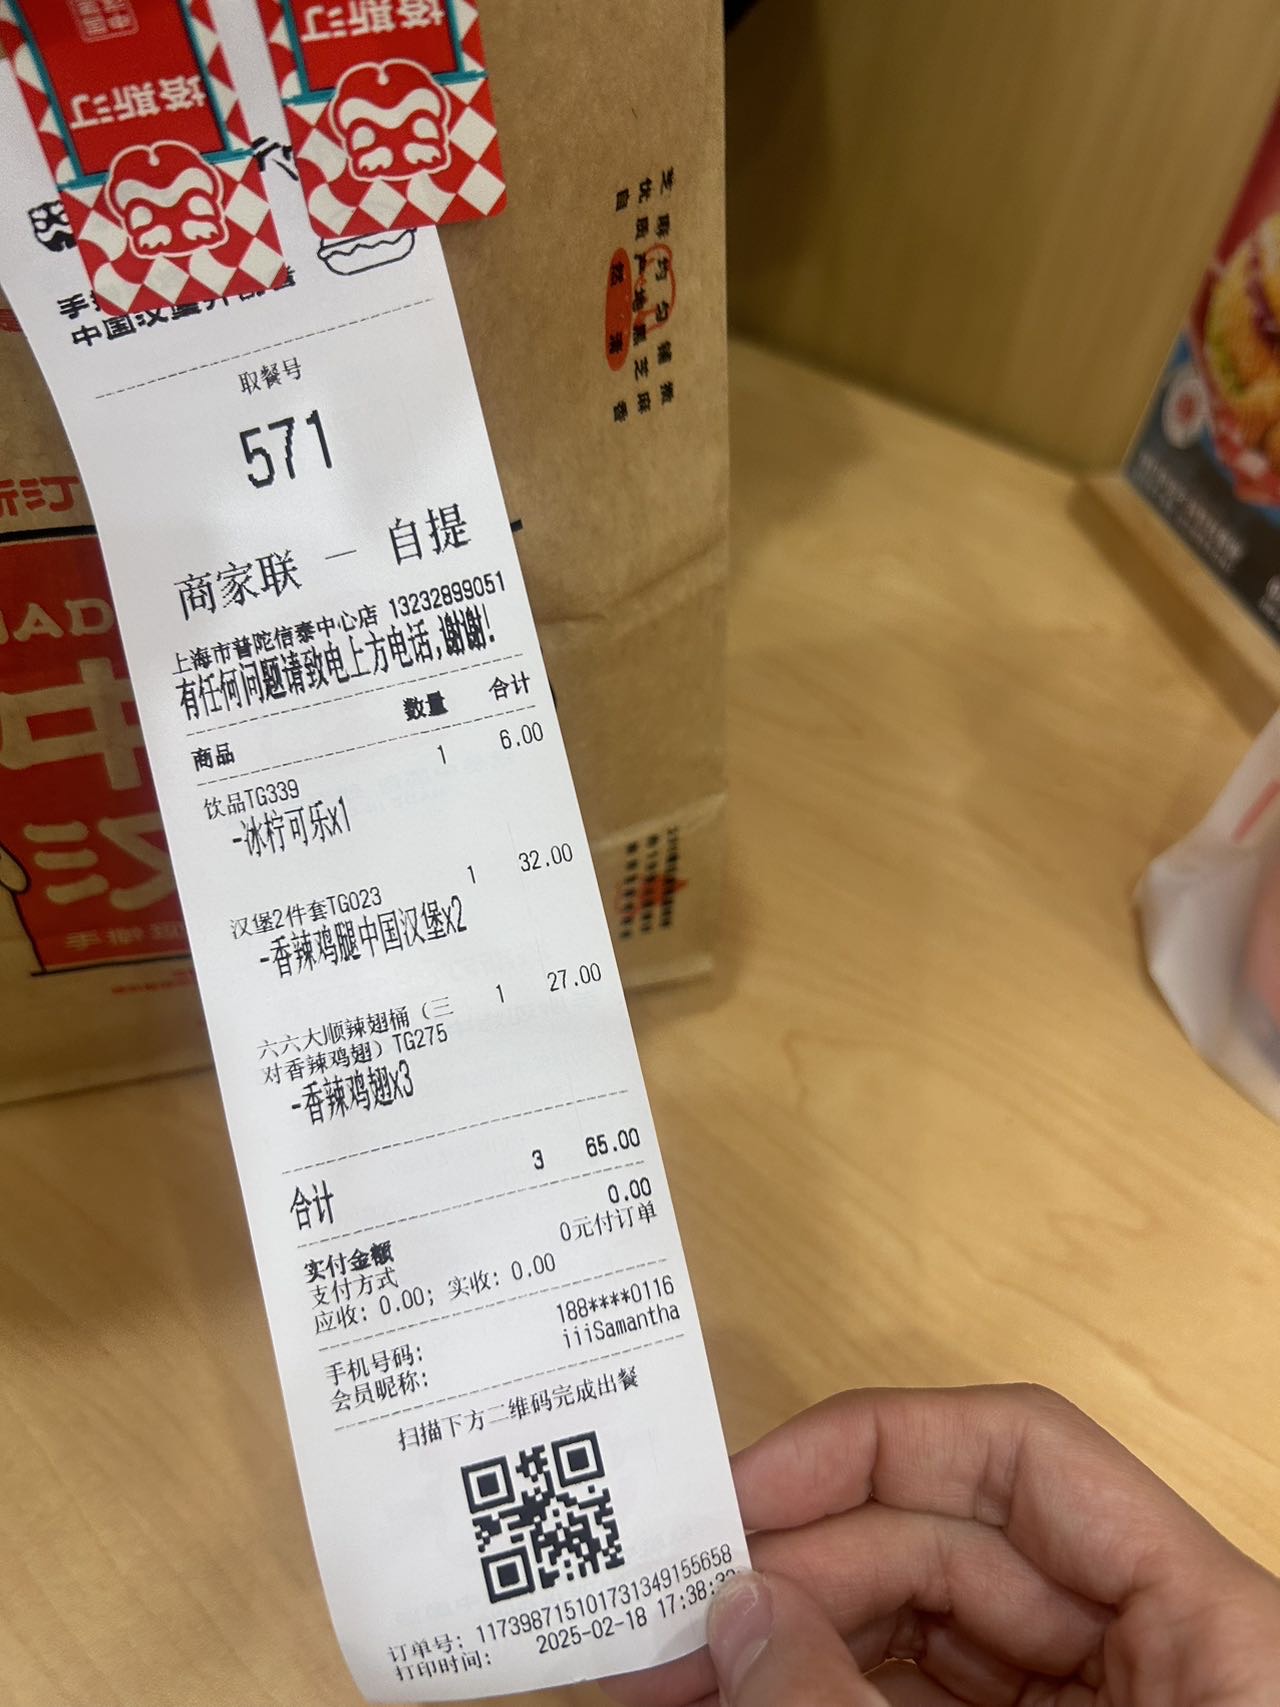 塔斯汀
塔斯汀
中国汉堡开创者
取餐号
571
商家联 — 自提
上海市普陀信泰中心店 13232899051
有任何问题请致电上方电话,谢谢!
商品 数量 合计
饮品TG339 1 6.00
-冰柠可乐x1
汉堡2件套TG023 1 32.00
-香辣鸡腿中国汉堡x2
六六大顺辣翅桶（三 1 27.00
对香辣鸡翅）TG275
-香辣鸡翅x3
合计 3 65.00
实付金额 0.00
支付方式 0元付订单
应收: 0.00; 实收: 0.00
手机号码: 188****0116
会员昵称: iiiSamantha
扫描下方二维码完成出餐
订单号: 117398715101731349155658
打印时间: 2025-02-18 17:38: